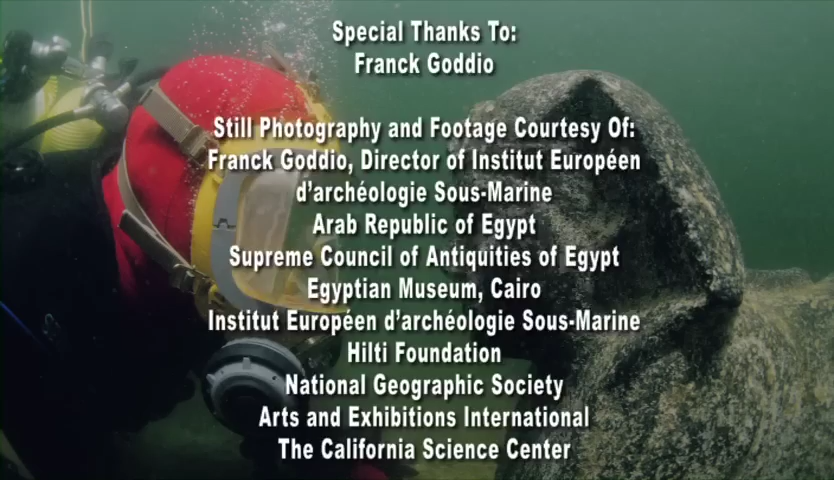 Special Thanks To:
Franck Goddio
Still Photography and Footage Courtesy Of:
Franck Goddio, Director of Institut Européen
d'archéologie Sous-Marine
Arab Republic of Egypt
Supreme Council of Antiquities of Egypt
Egyptian Museum, Cairo
Institut Européen d'archéologie Sous-Marine
Hilti Foundation
National Geographic Society
Arts and Exhibitions International
The California Science Center